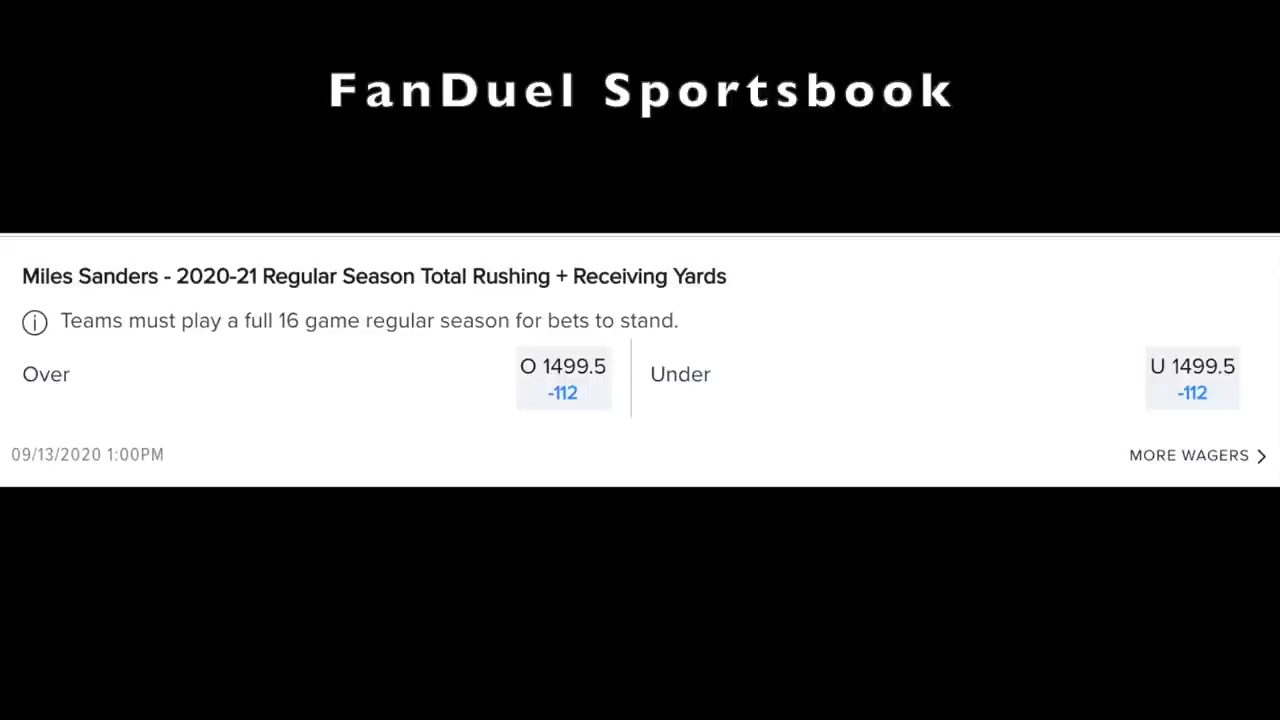 FanDuel Sportsbook
Miles Sanders - 2020-21 Regular Season Total Rushing + Receiving Yards
Teams must play a full 16 game regular season for bets to stand.
Over O 1499.5 -112 Under U 1499.5 -112
09/13/2020 1:00PM MORE WAGERS